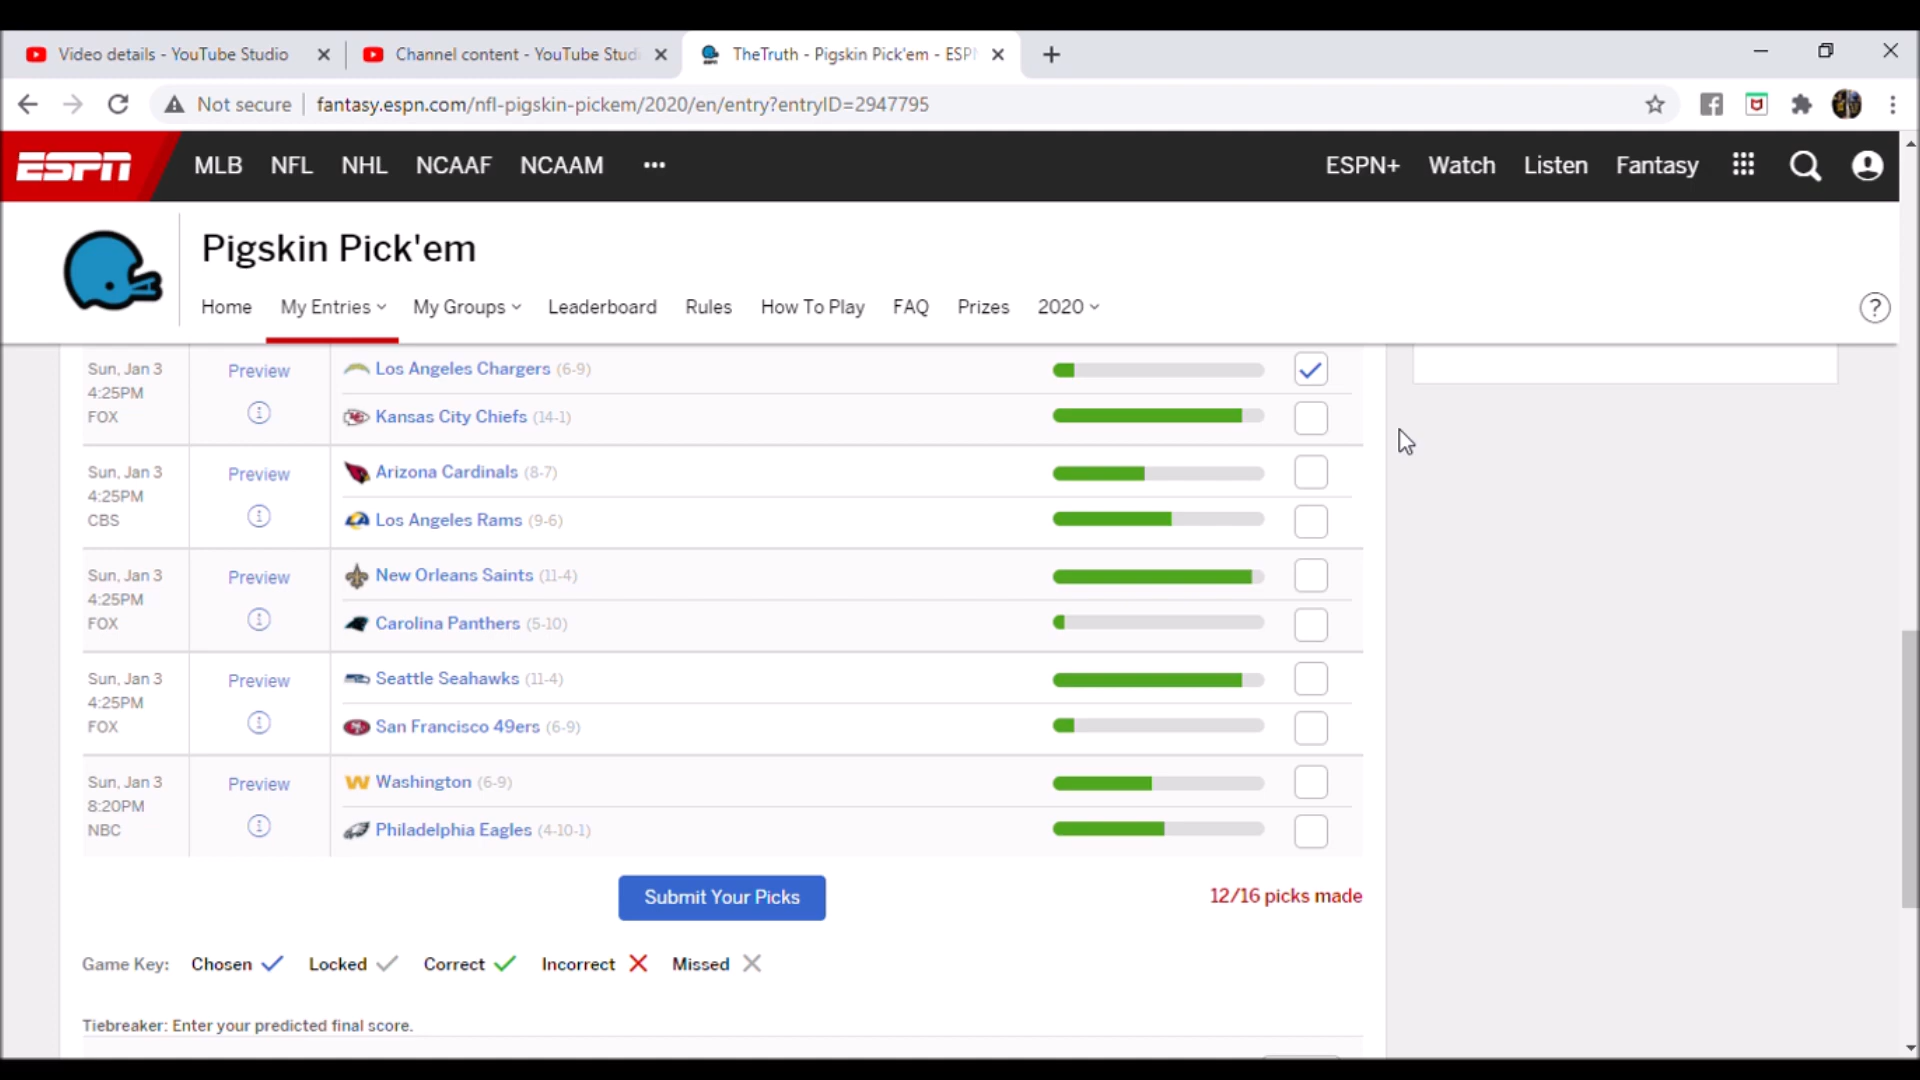 Video details - YouTube Studio
Channel content - YouTube Studi
TheTruth - Pigskin Pick'em - ESPN
Not secure
fantasy.espn.com/nfl-pigskin-pickem/2020/en/entry?entryID=2947795
ESPN
MLB NFL NHL NCAAF NCAAM •••
ESPN+ Watch Listen Fantasy
Pigskin Pick'em
Home My Entries My Groups Leaderboard Rules How To Play FAQ Prizes 2020
?
Sun, Jan 3
4:25PM
FOX
Preview
Los Angeles Chargers (6-9)
Kansas City Chiefs (14-1)
Sun, Jan 3
4:25PM
CBS
Preview
Arizona Cardinals (8-7)
Los Angeles Rams (9-6)
Sun, Jan 3
4:25PM
FOX
Preview
New Orleans Saints (11-4)
Carolina Panthers (5-10)
Sun, Jan 3
4:25PM
FOX
Preview
Seattle Seahawks (11-4)
San Francisco 49ers (6-9)
Sun, Jan 3
8:20PM
NBC
Preview
Washington (6-9)
Philadelphia Eagles (4-10-1)
Submit Your Picks
12/16 picks made
Game Key: Chosen Locked Correct Incorrect Missed
Tiebreaker: Enter your predicted final score.